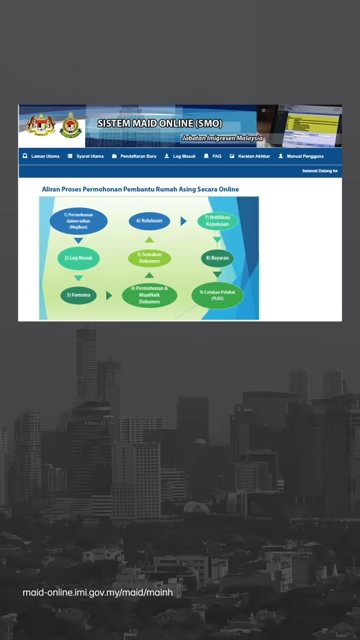 SISTEM MAID ONLINE (SMO)
Jabatan Imigresen Malaysia
Laman Utama Syarat Utama Pendaftaran Baru Log Masuk FAQ Keratan Akhbar Manual Pengguna
Selamat Datang ke
Aliran Proses Permohonan Pembantu Rumah Asing Secara Online
1) Permohonan dalam talian (Majikan)
2) Log Masuk
3) Fomema
4) Permohonan & MuatNaik Dokumen
5) Semakan Dokumen
6) Kelulusan
7) Notifikasi Keputusan
8) Bayaran
9) Cetakan Pelekat (PLKS)
maid-online.imi.gov.my/maid/mainh